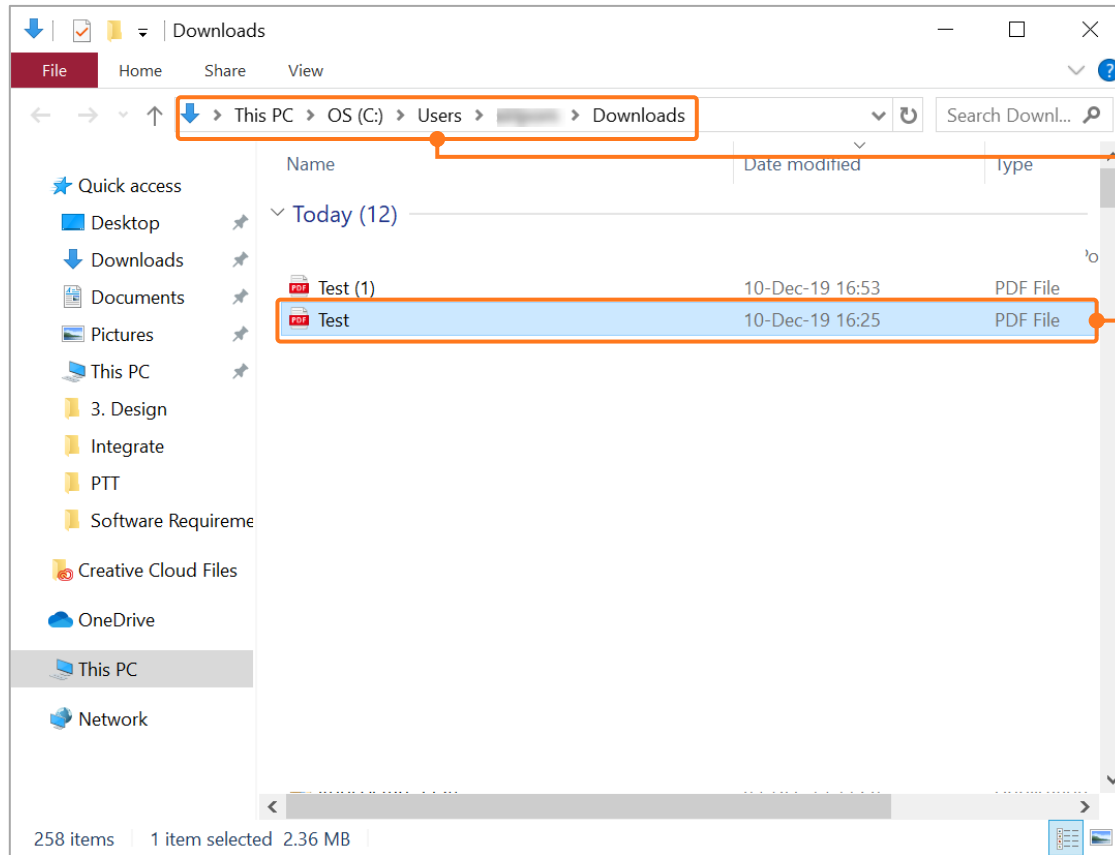 Downloads
File Home Share View
This PC > OS (C:) > Users > > Downloads Search Downl...
Name Date modified Type
Quick access
Today (12)
Desktop
Downloads
Test (1) 10-Dec-19 16:53 PDF File
Documents
Test 10-Dec-19 16:25 PDF File
Pictures
This PC
3. Design
Integrate
PTT
Software Requireme
Creative Cloud Files
OneDrive
This PC
Network
258 items 1 item selected 2.36 MB